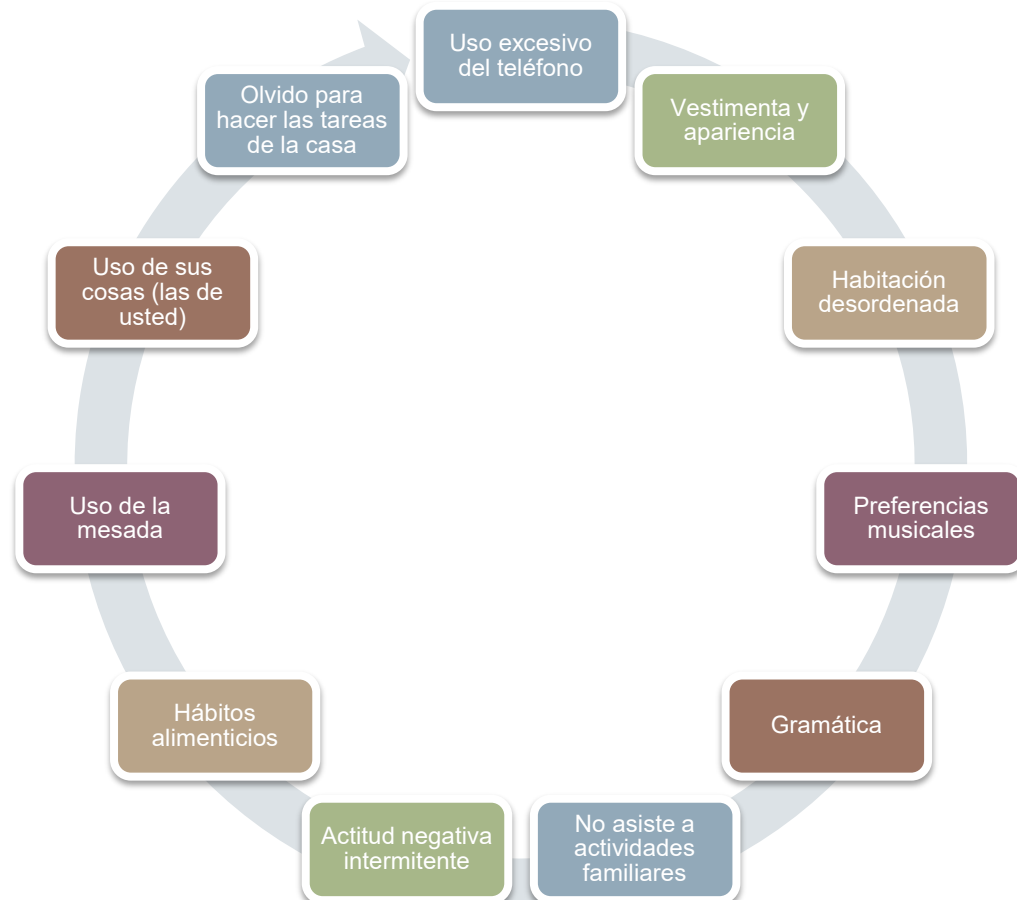 Uso excesivo
del teléfono
Vestimenta y
apariencia
Habitación
desordenada
Preferencias
musicales
Gramática
No asiste a
actividades
familiares
Actitud negativa
intermitente
Hábitos
alimenticios
Uso de la
mesada
Uso de sus
cosas (las de
usted)
Olvido para
hacer las tareas
de la casa